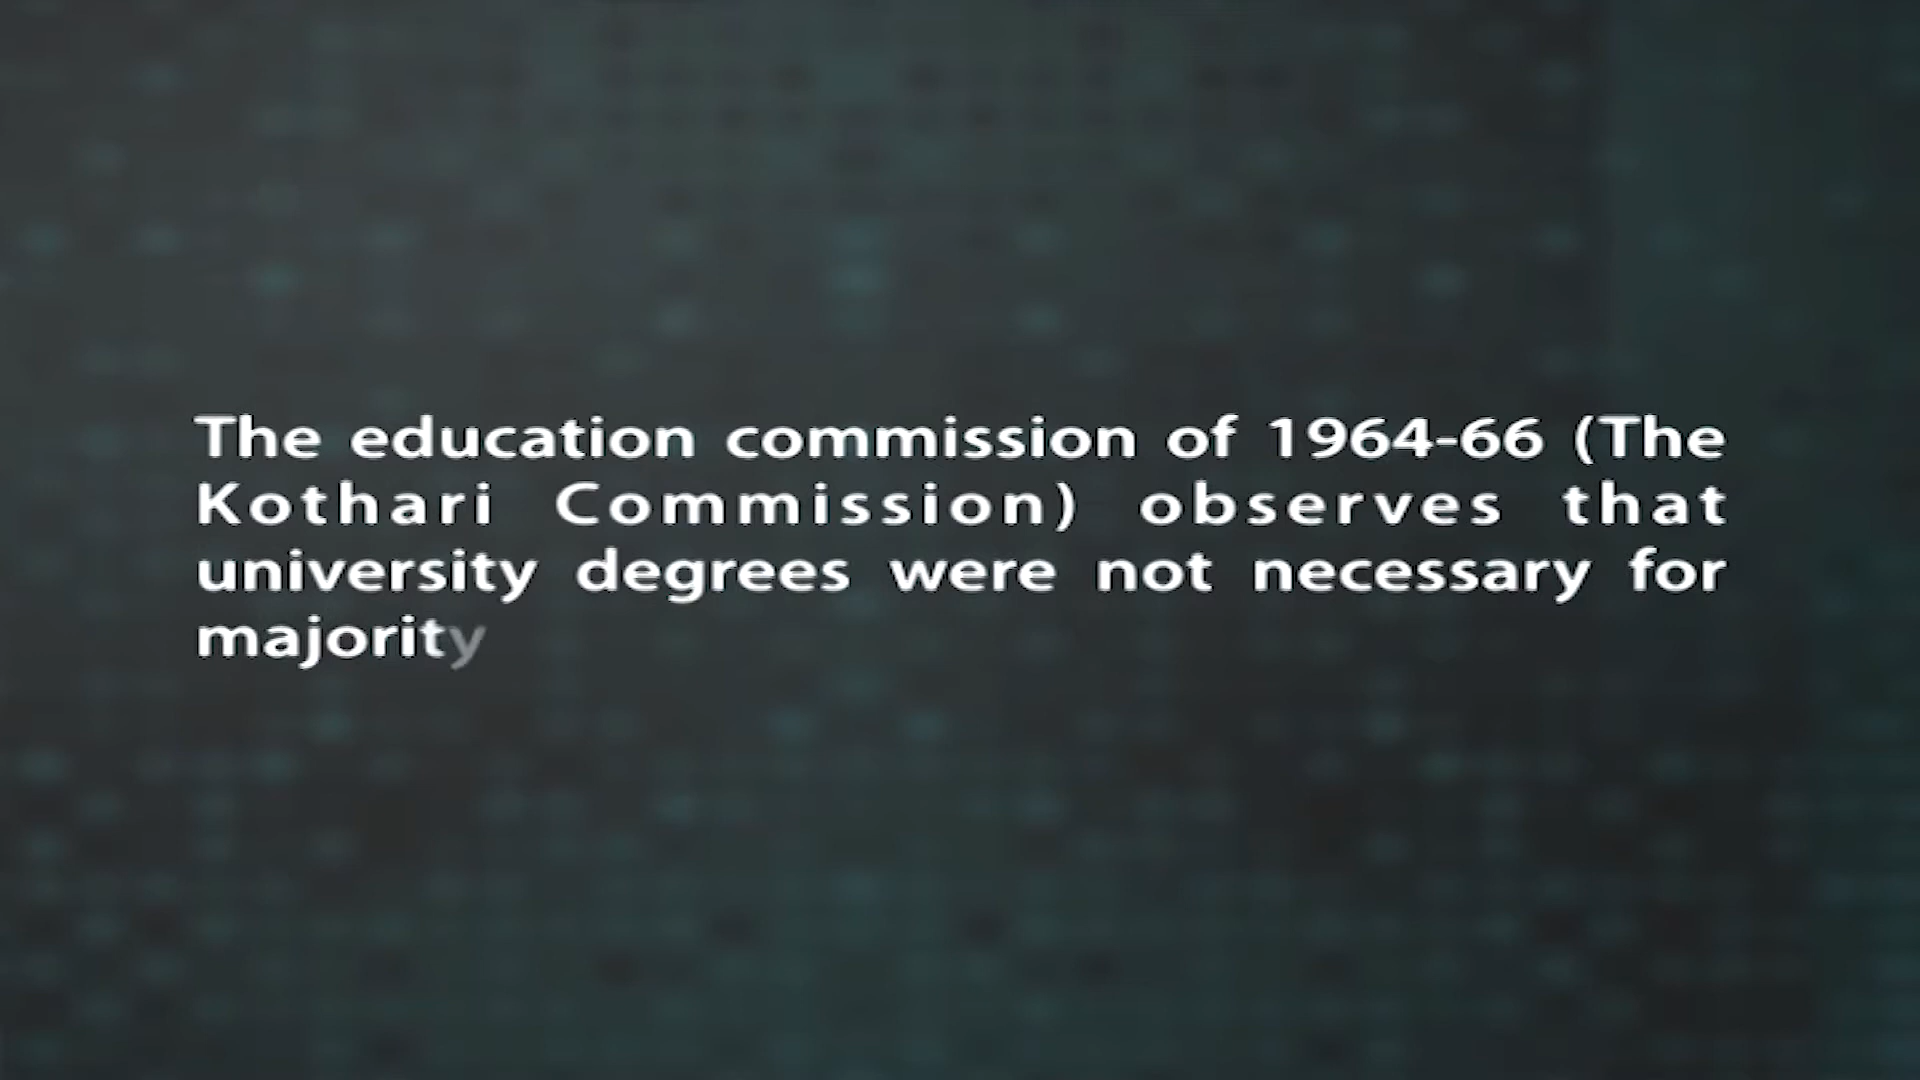 The education commission of 1964-66 (The
Kothari Commission) observes that
university degrees were not necessary for
majority